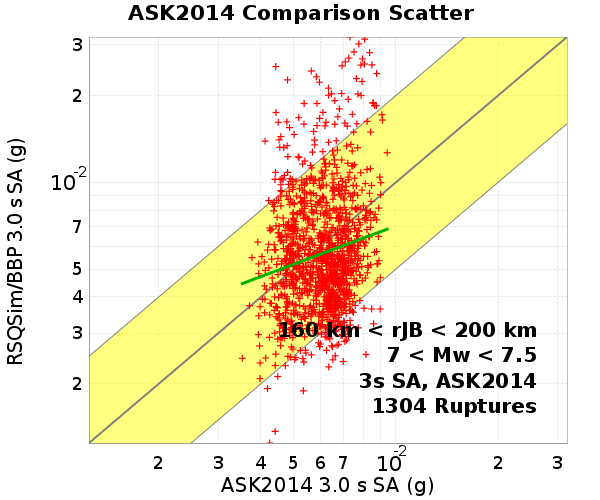 ASK2014 Comparison Scatter
RSQSim/BBP 3.0 s SA (g)
3
2
10-2
7
5
4
3
2
160 km < rJB < 200 km
7 < Mw < 7.5
3s SA, ASK2014
1304 Ruptures
2 3 4 5 6 7 10-2 2 3
ASK2014 3.0 s SA (g)